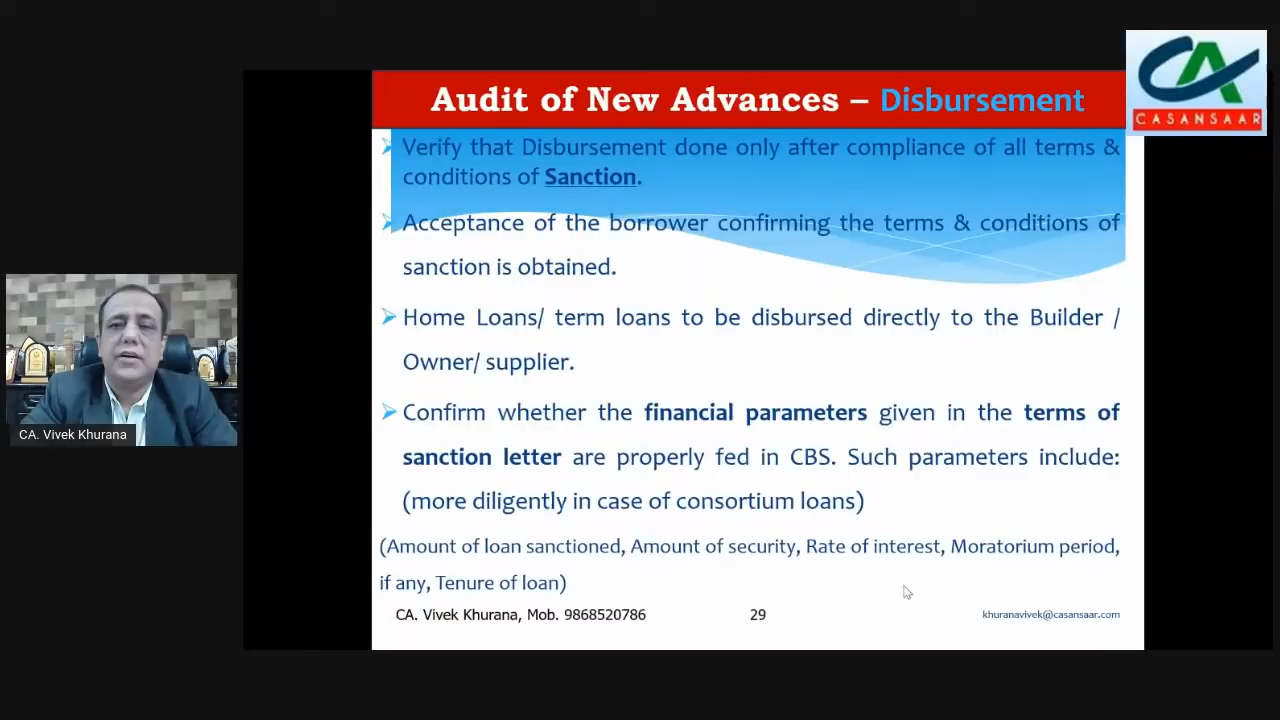 Audit of New Advances – Disbursement
CA
CASANSAAR
➢ Verify that Disbursement done only after compliance of all terms &
conditions of Sanction.
➢ Acceptance of the borrower confirming the terms & conditions of
sanction is obtained.
➢ Home Loans/ term loans to be disbursed directly to the Builder /
Owner/ supplier.
➢ Confirm whether the financial parameters given in the terms of
sanction letter are properly fed in CBS. Such parameters include:
(more diligently in case of consortium loans)
(Amount of loan sanctioned, Amount of security, Rate of interest, Moratorium period,
if any, Tenure of loan)
CA. Vivek Khurana, Mob. 9868520786
29
khuranavivek@casansaar.com
CA. Vivek Khurana